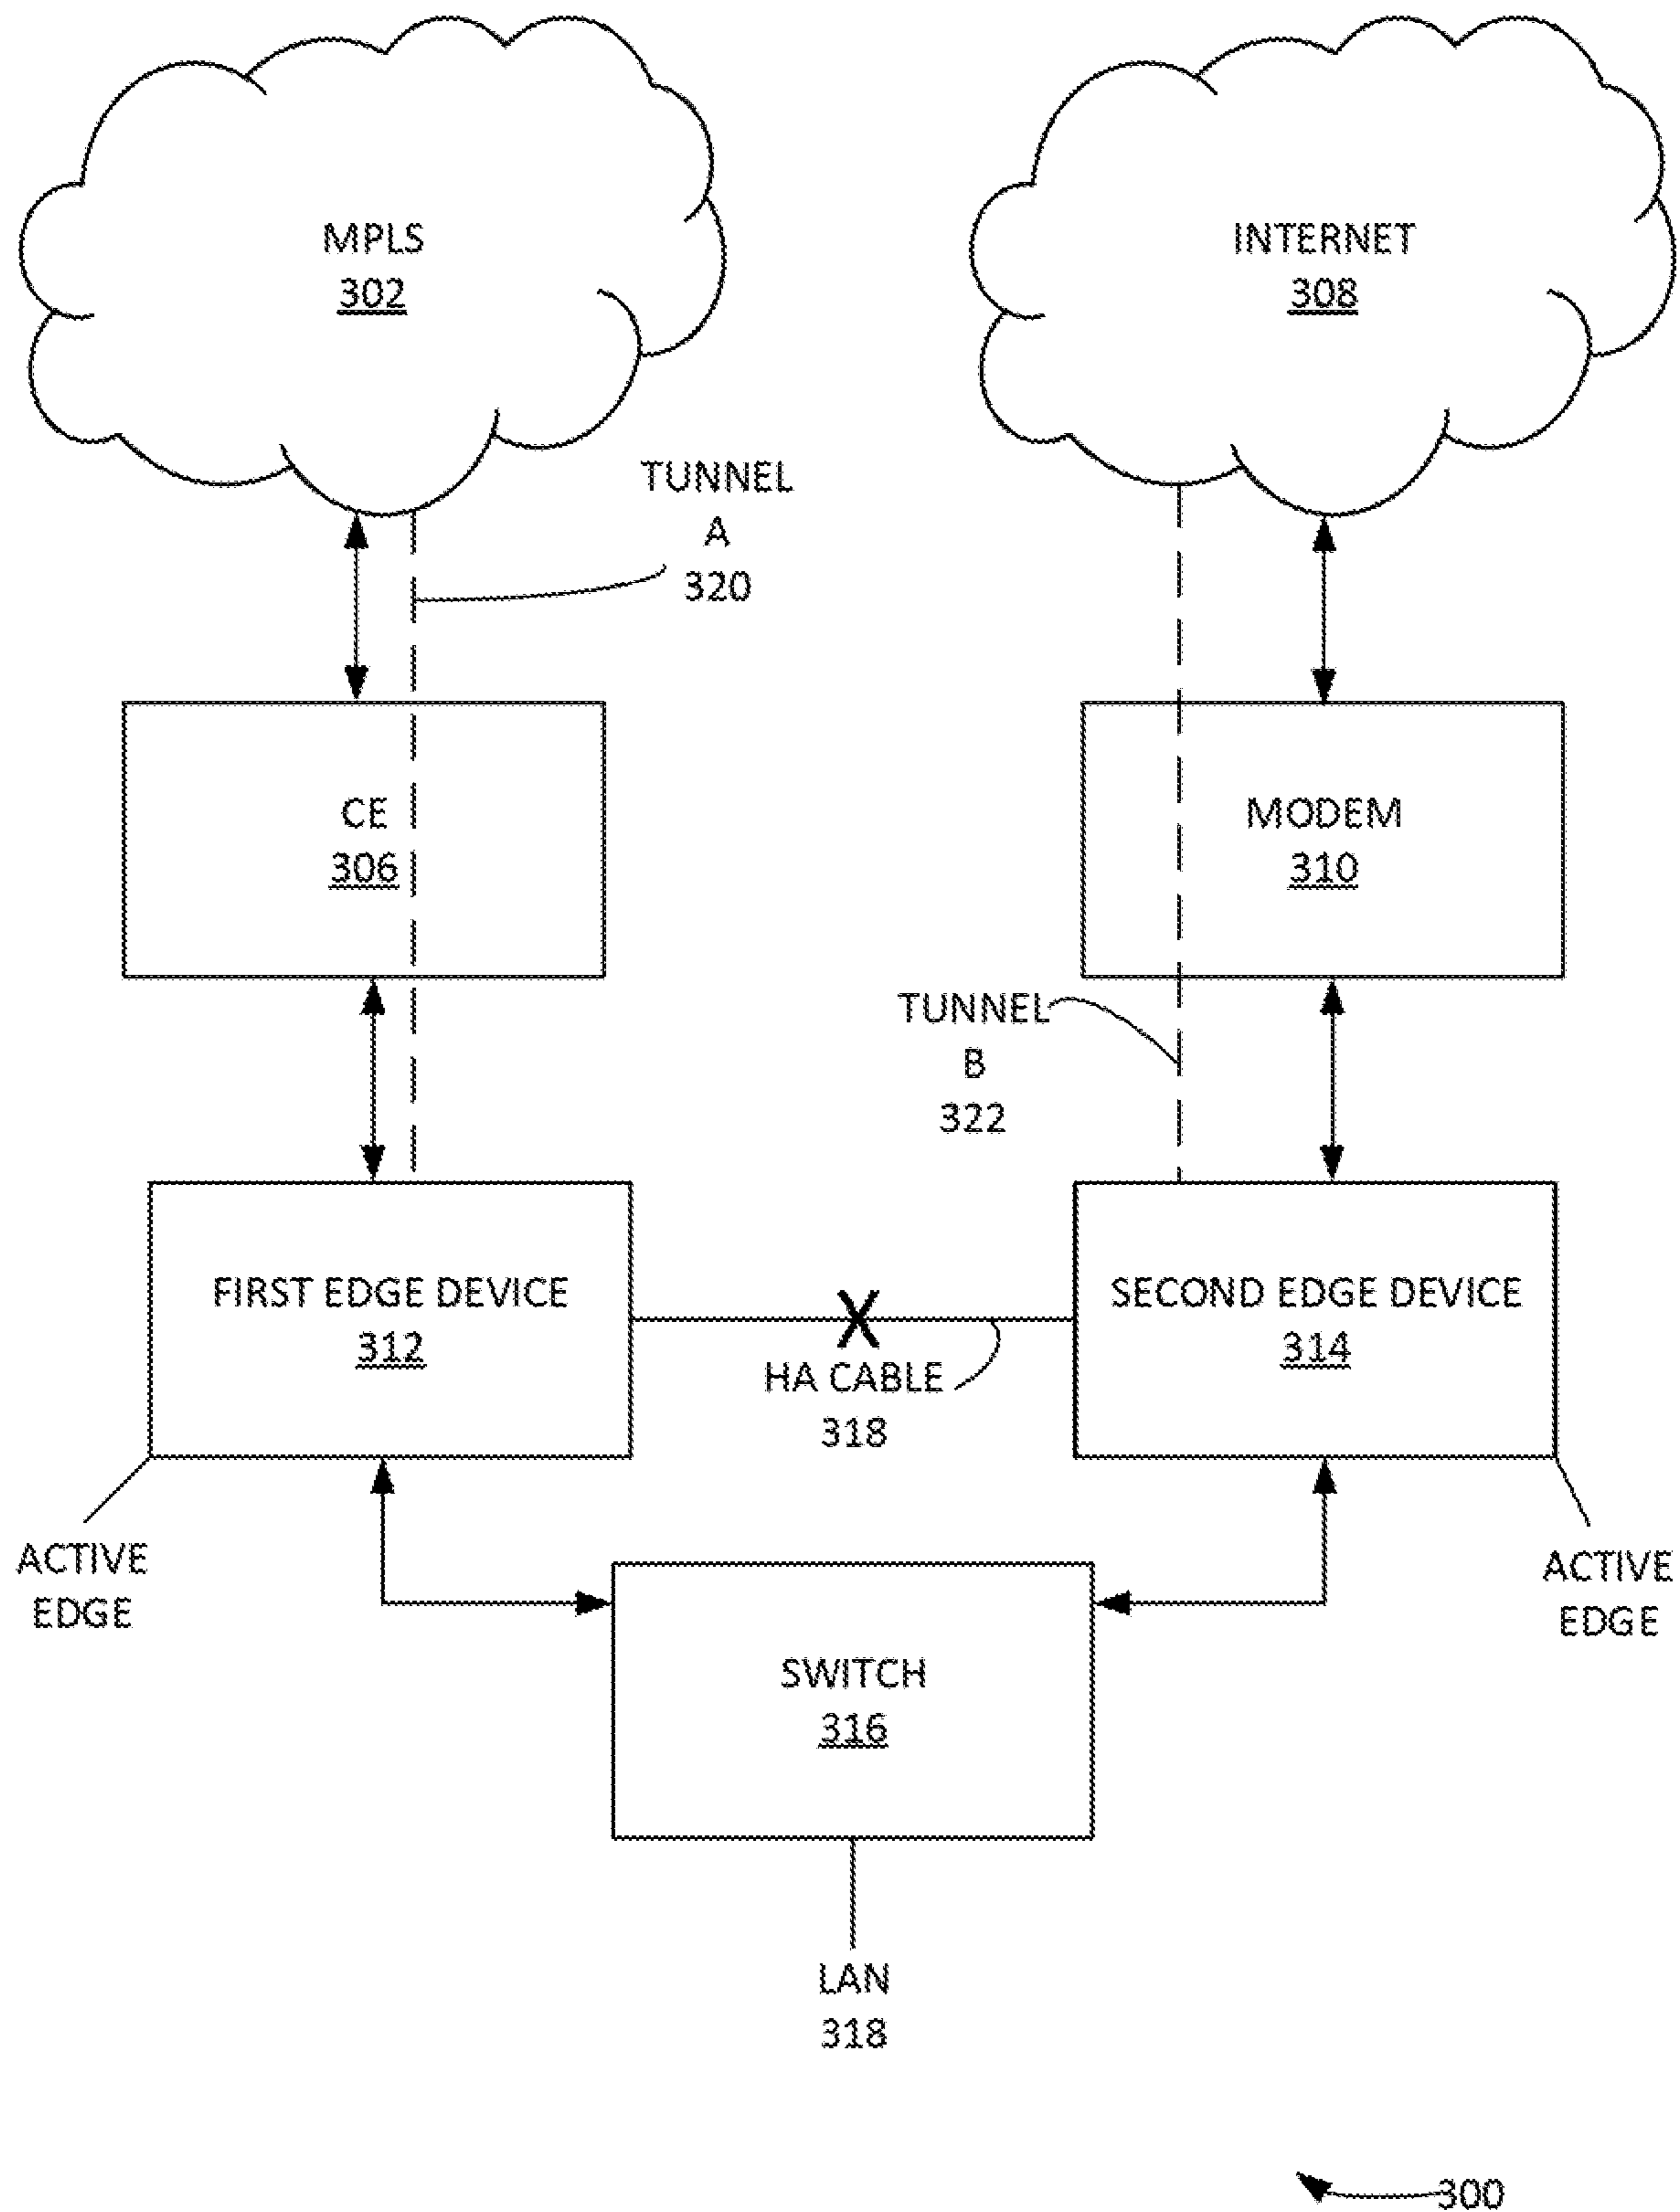 MPLS
302
INTERNET
308
TUNNEL
A
320
CE
306
MODEM
310
TUNNEL
B
322
FIRST EDGE DEVICE
312
SECOND EDGE DEVICE
314
X
HA CABLE
318
ACTIVE
EDGE
ACTIVE
EDGE
SWITCH
316
LAN
318
300